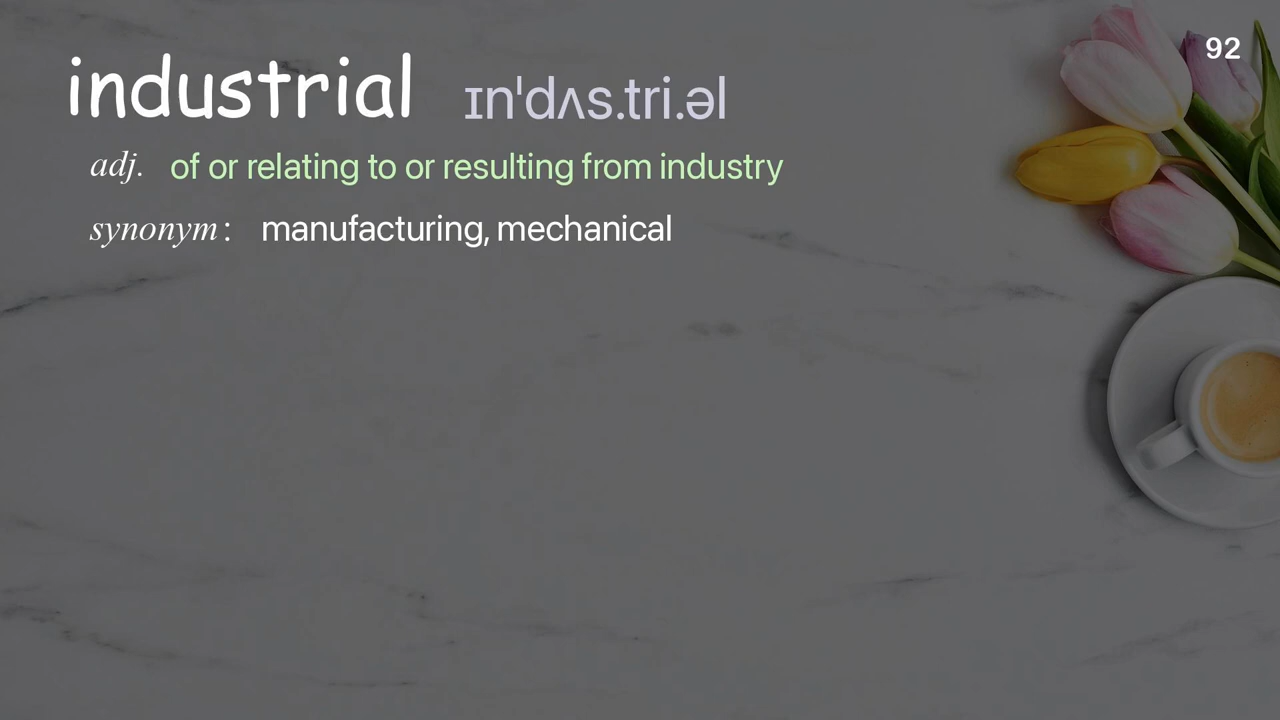 92
industrial ɪnˈdʌs.tri.əl
adj. of or relating to or resulting from industry
synonym: manufacturing, mechanical